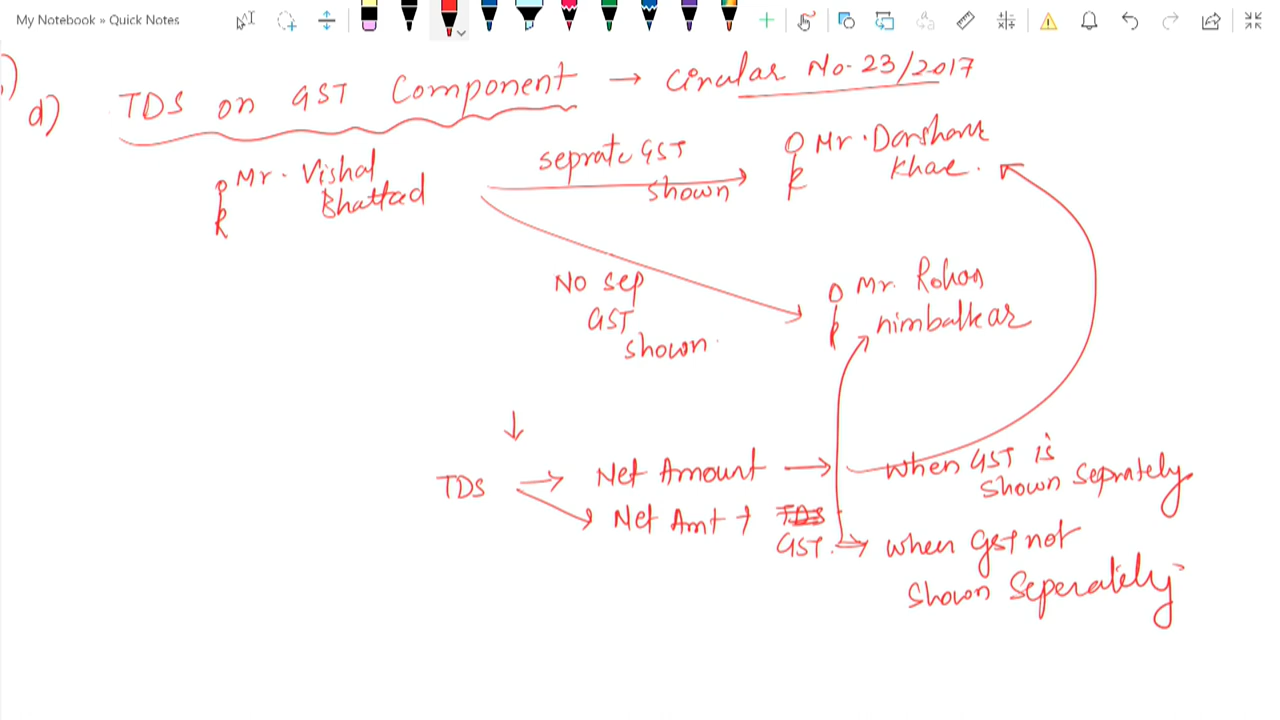 My Notebook » Quick Notes
d) TDS on GST Component → Circular No. 23/2017
Mr. Vishal
Bhattad
seprate GST
shown
Mr. Darshan
Khae.
No sep
GST
shown.
Mr. Rohan
nimbalkar
↓
TDS → Net Amount → when GST is
shown Seprately
→ Net Amt + TDS
GST. → when gst not
shown Seperately